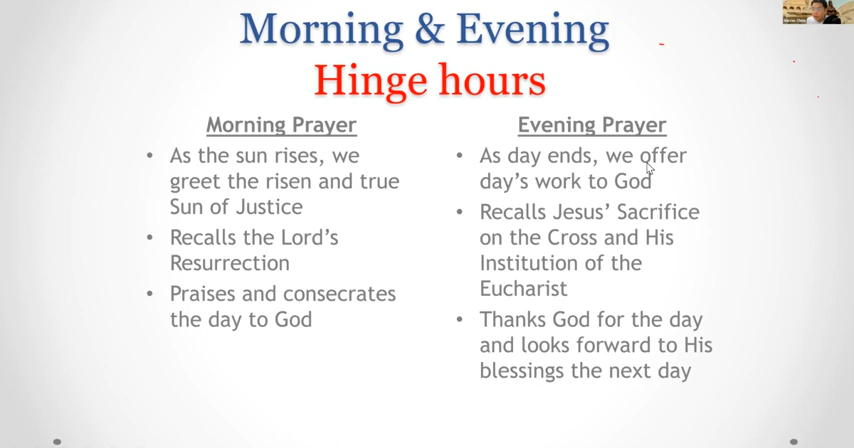 Morning & Evening
Hinge hours
Morning Prayer
• As the sun rises, we
greet the risen and true
Sun of Justice
• Recalls the Lord's
Resurrection
• Praises and consecrates
the day to God
Evening Prayer
• As day ends, we offer
day's work to God
• Recalls Jesus' Sacrifice
on the Cross and His
Institution of the
Eucharist
• Thanks God for the day
and looks forward to His
blessings the next day